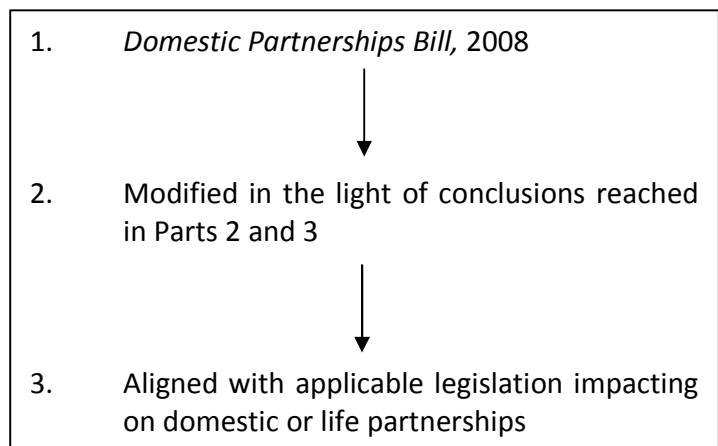 1. Domestic Partnerships Bill, 2008
2. Modified in the light of conclusions reached
in Parts 2 and 3
3. Aligned with applicable legislation impacting
on domestic or life partnerships